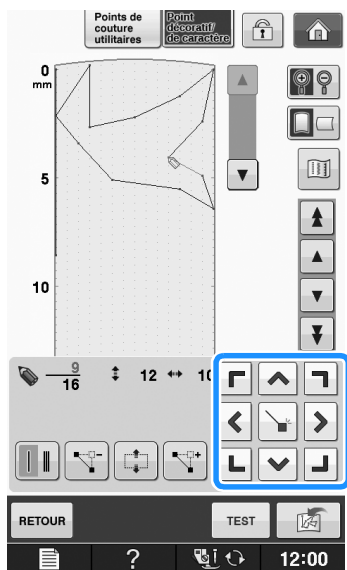 Points de
couture
utilitaires
Point
décoratif/
de caractère
0
mm
5
10
9
16
12
10
RETOUR
TEST
?
12:00